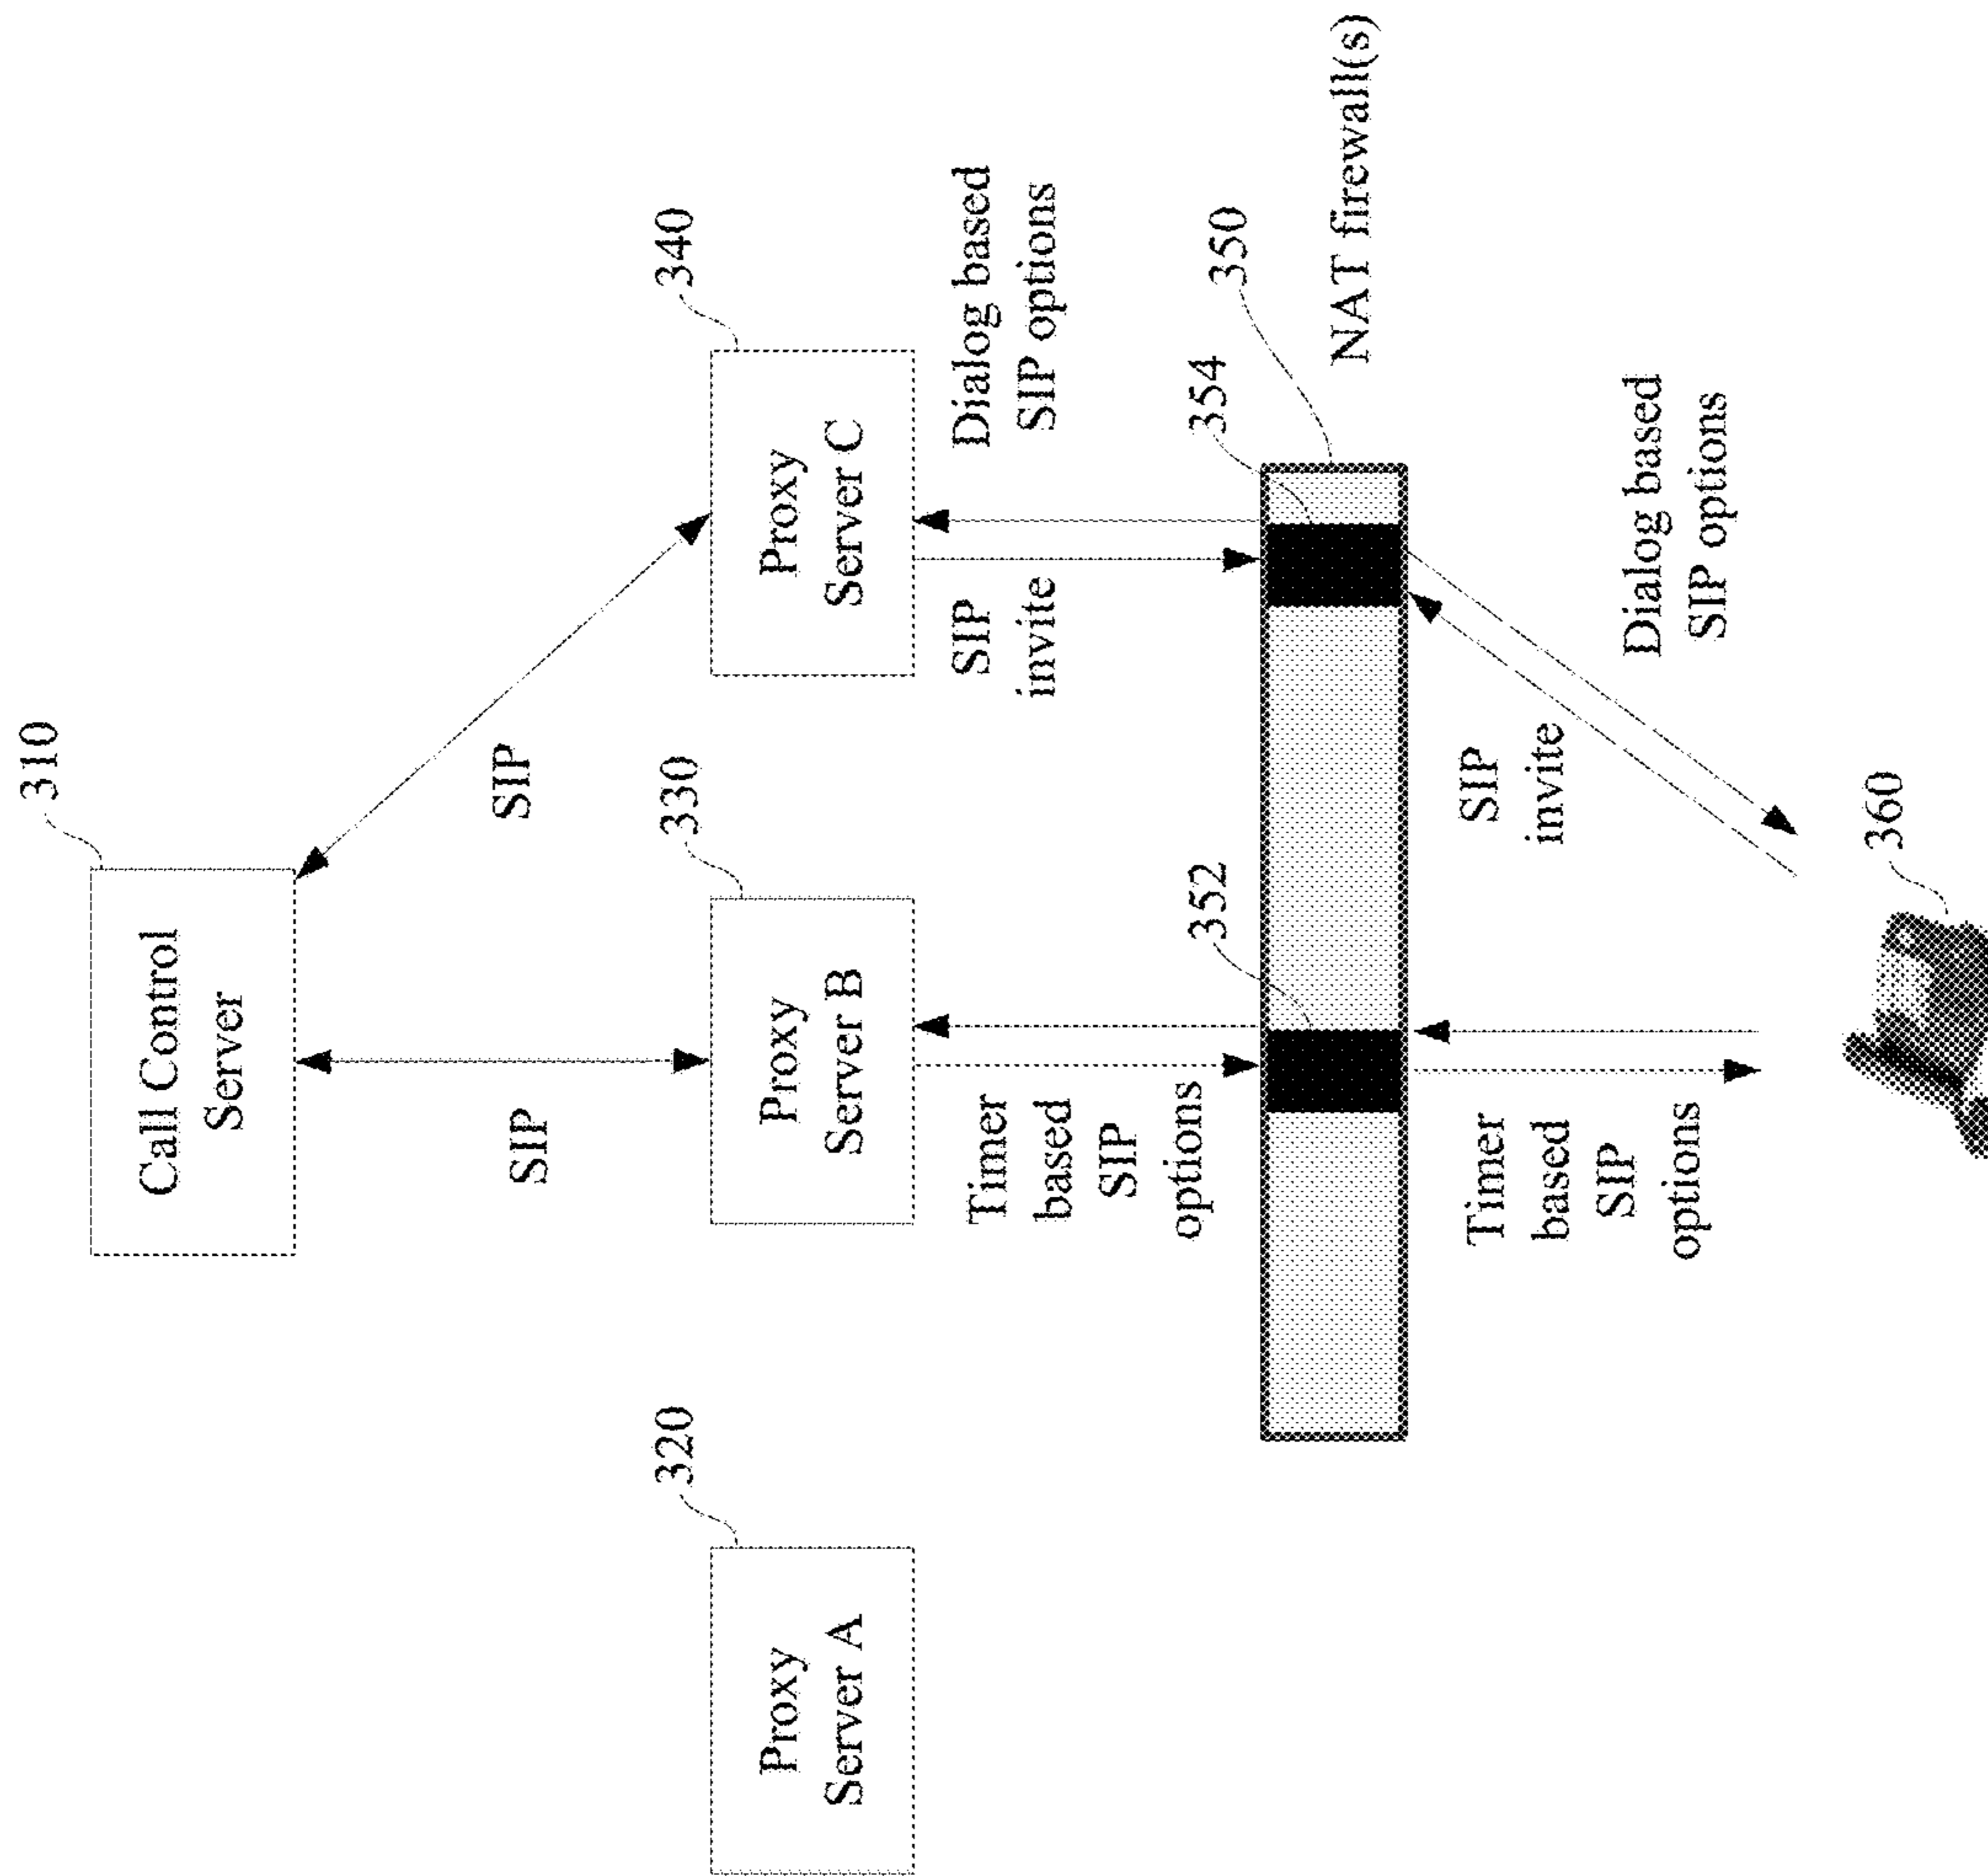 310
Call Control
Server
SIP
SIP
320
330
340
Proxy
Server A
Proxy
Server B
Proxy
Server C
Timer
based
SIP
options
SIP
invite
Dialog based
SIP options
352
354
350
NAT firewall(s)
Timer
based
SIP
options
SIP
invite
Dialog based
SIP options
360